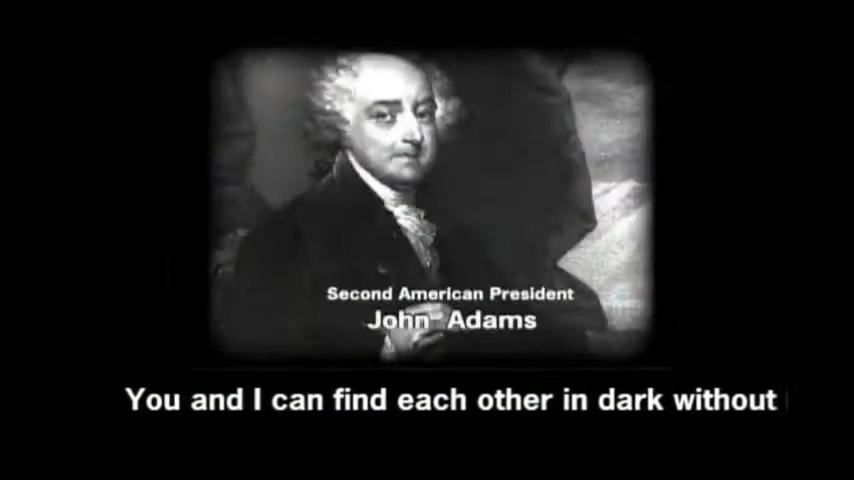 Second American President
John Adams
You and I can find each other in dark without